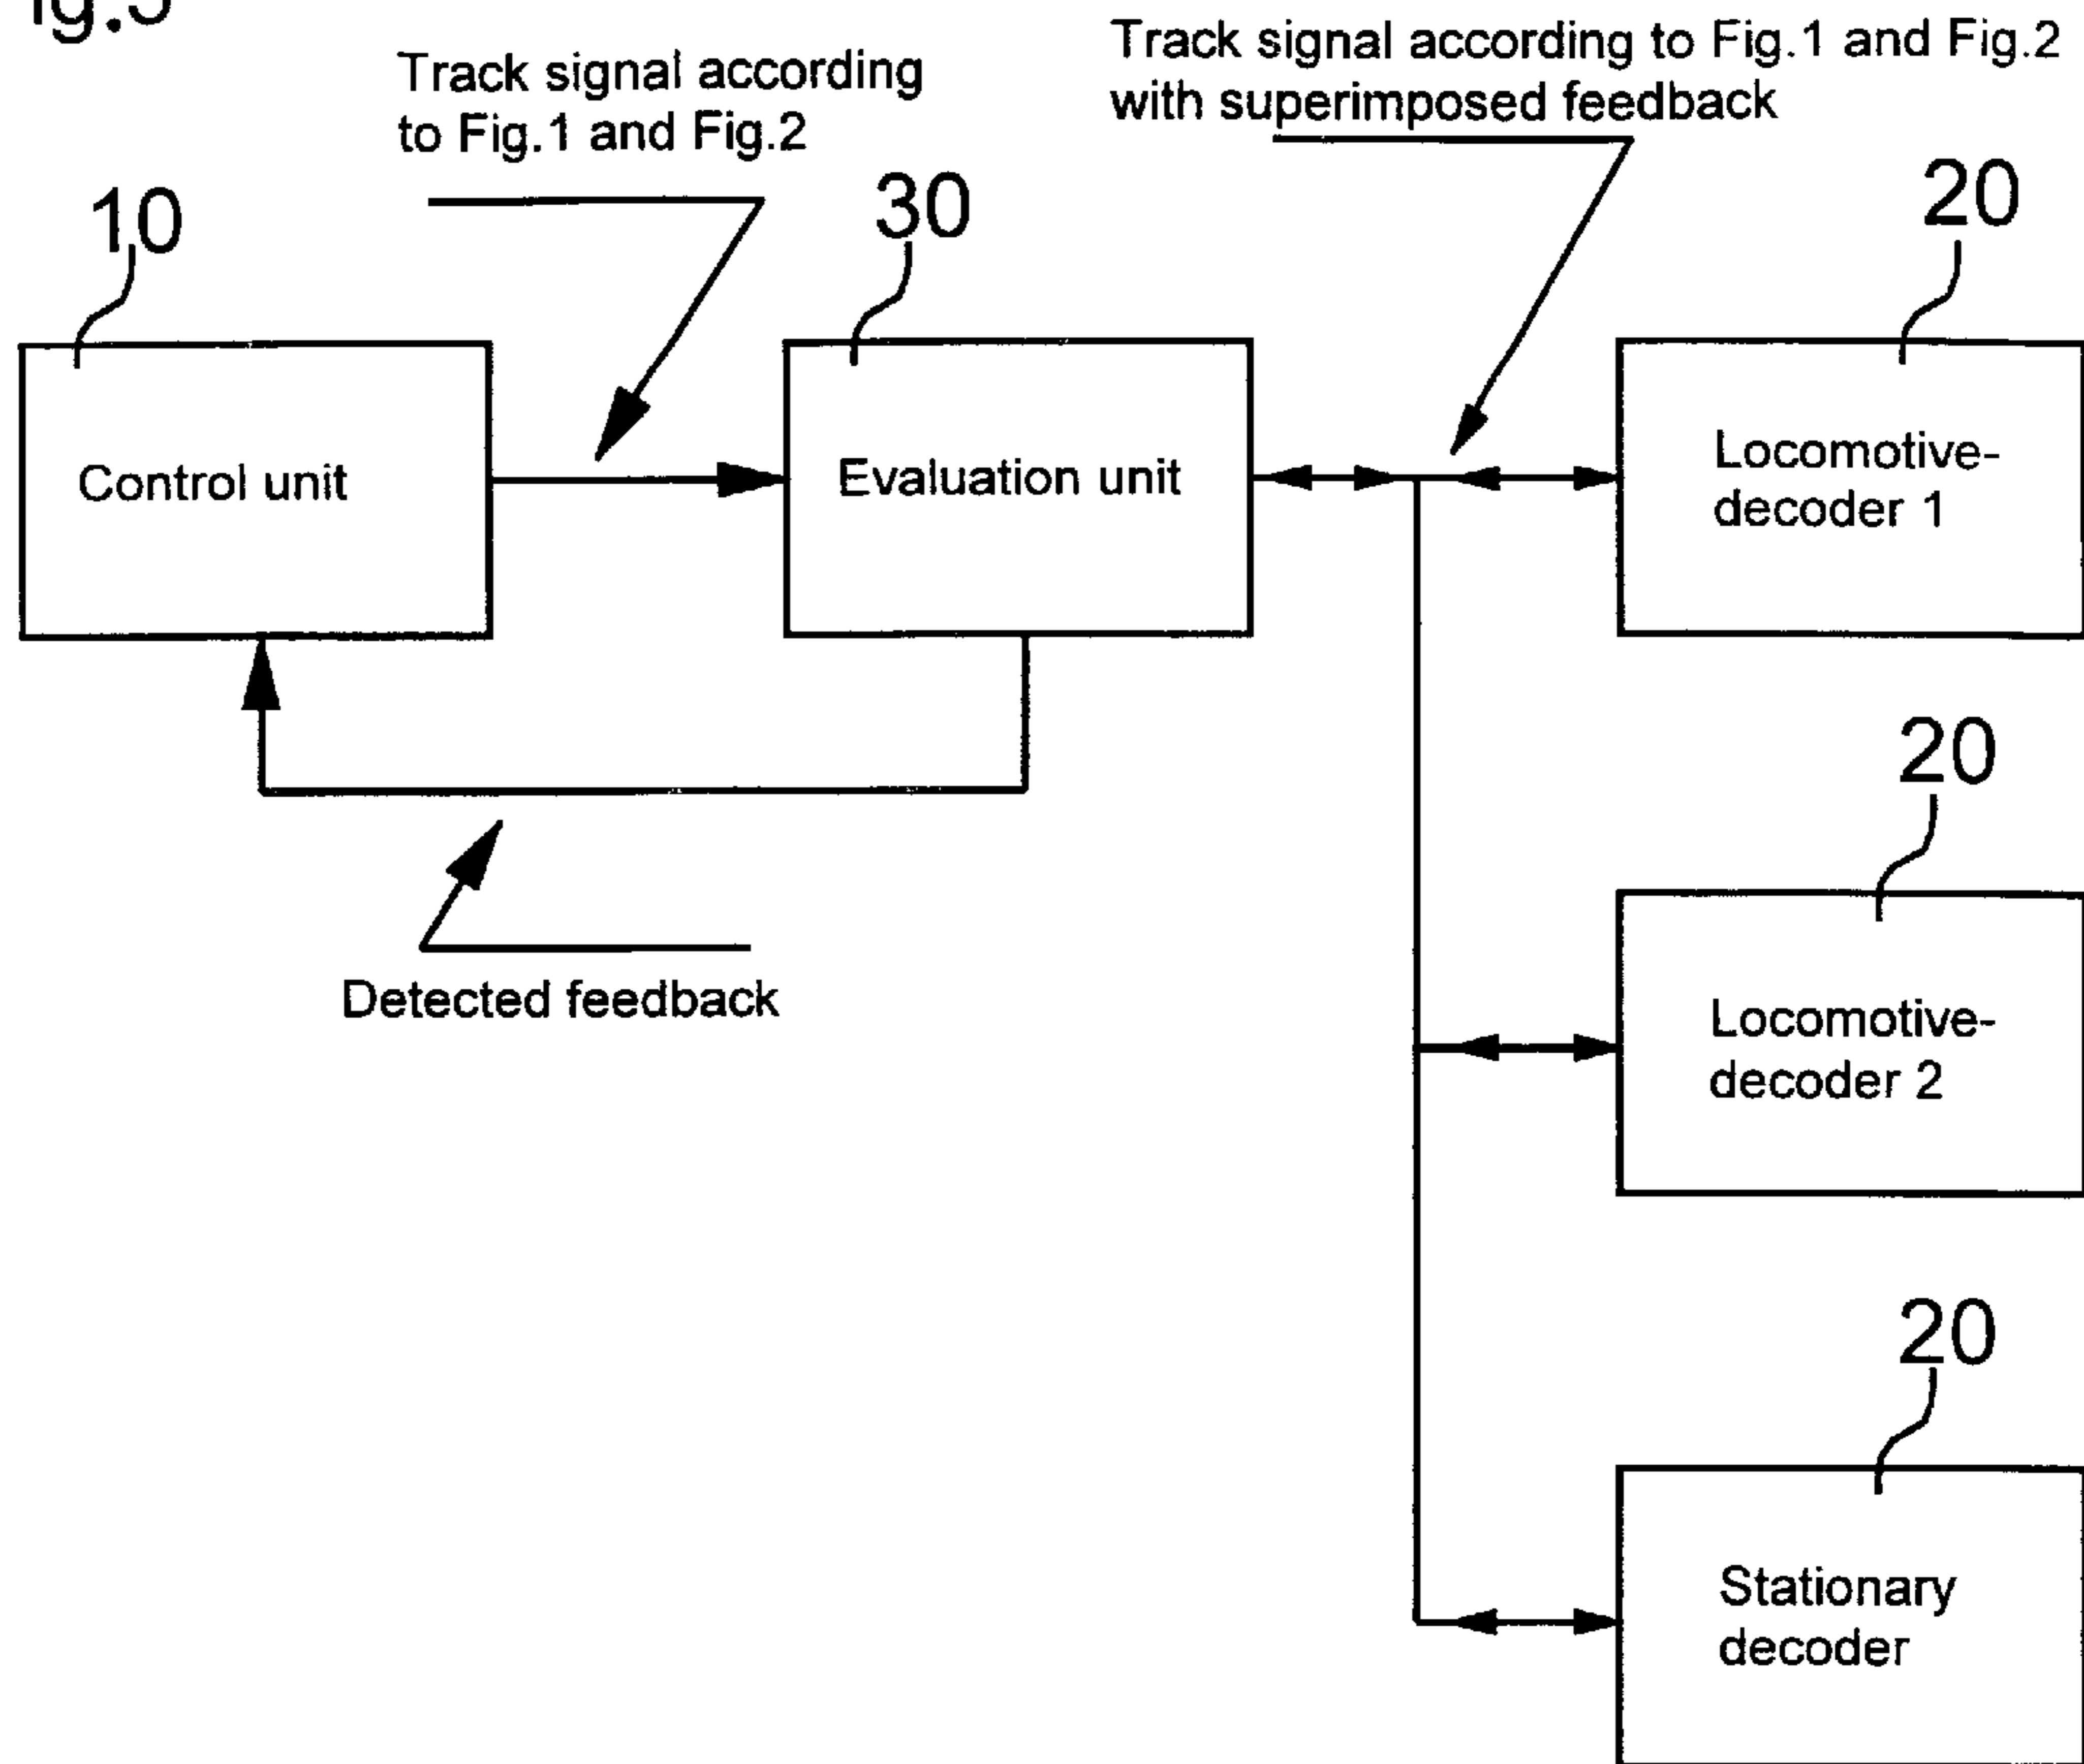 Track signal according to Fig.1 and Fig.2
with superimposed feedback
Track signal according
to Fig.1 and Fig.2
10
30
20
Control unit
Evaluation unit
Locomotive-
decoder 1
Detected feedback
20
Locomotive-
decoder 2
20
Stationary
decoder